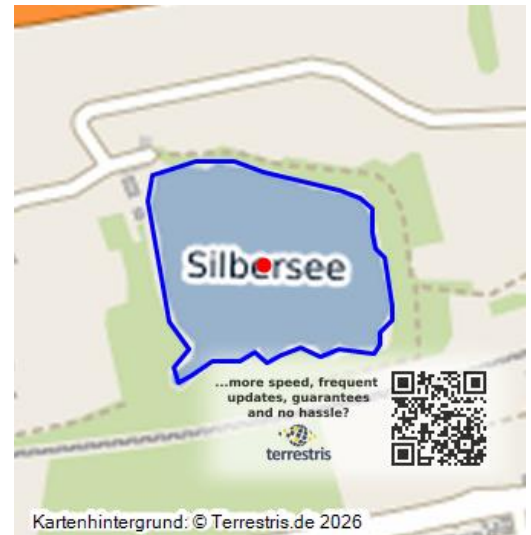 Silbersee
...more speed, frequent
updates, guarantees
and no hassle?
terrestris
Kartenhintergrund: © Terrestris.de 2026